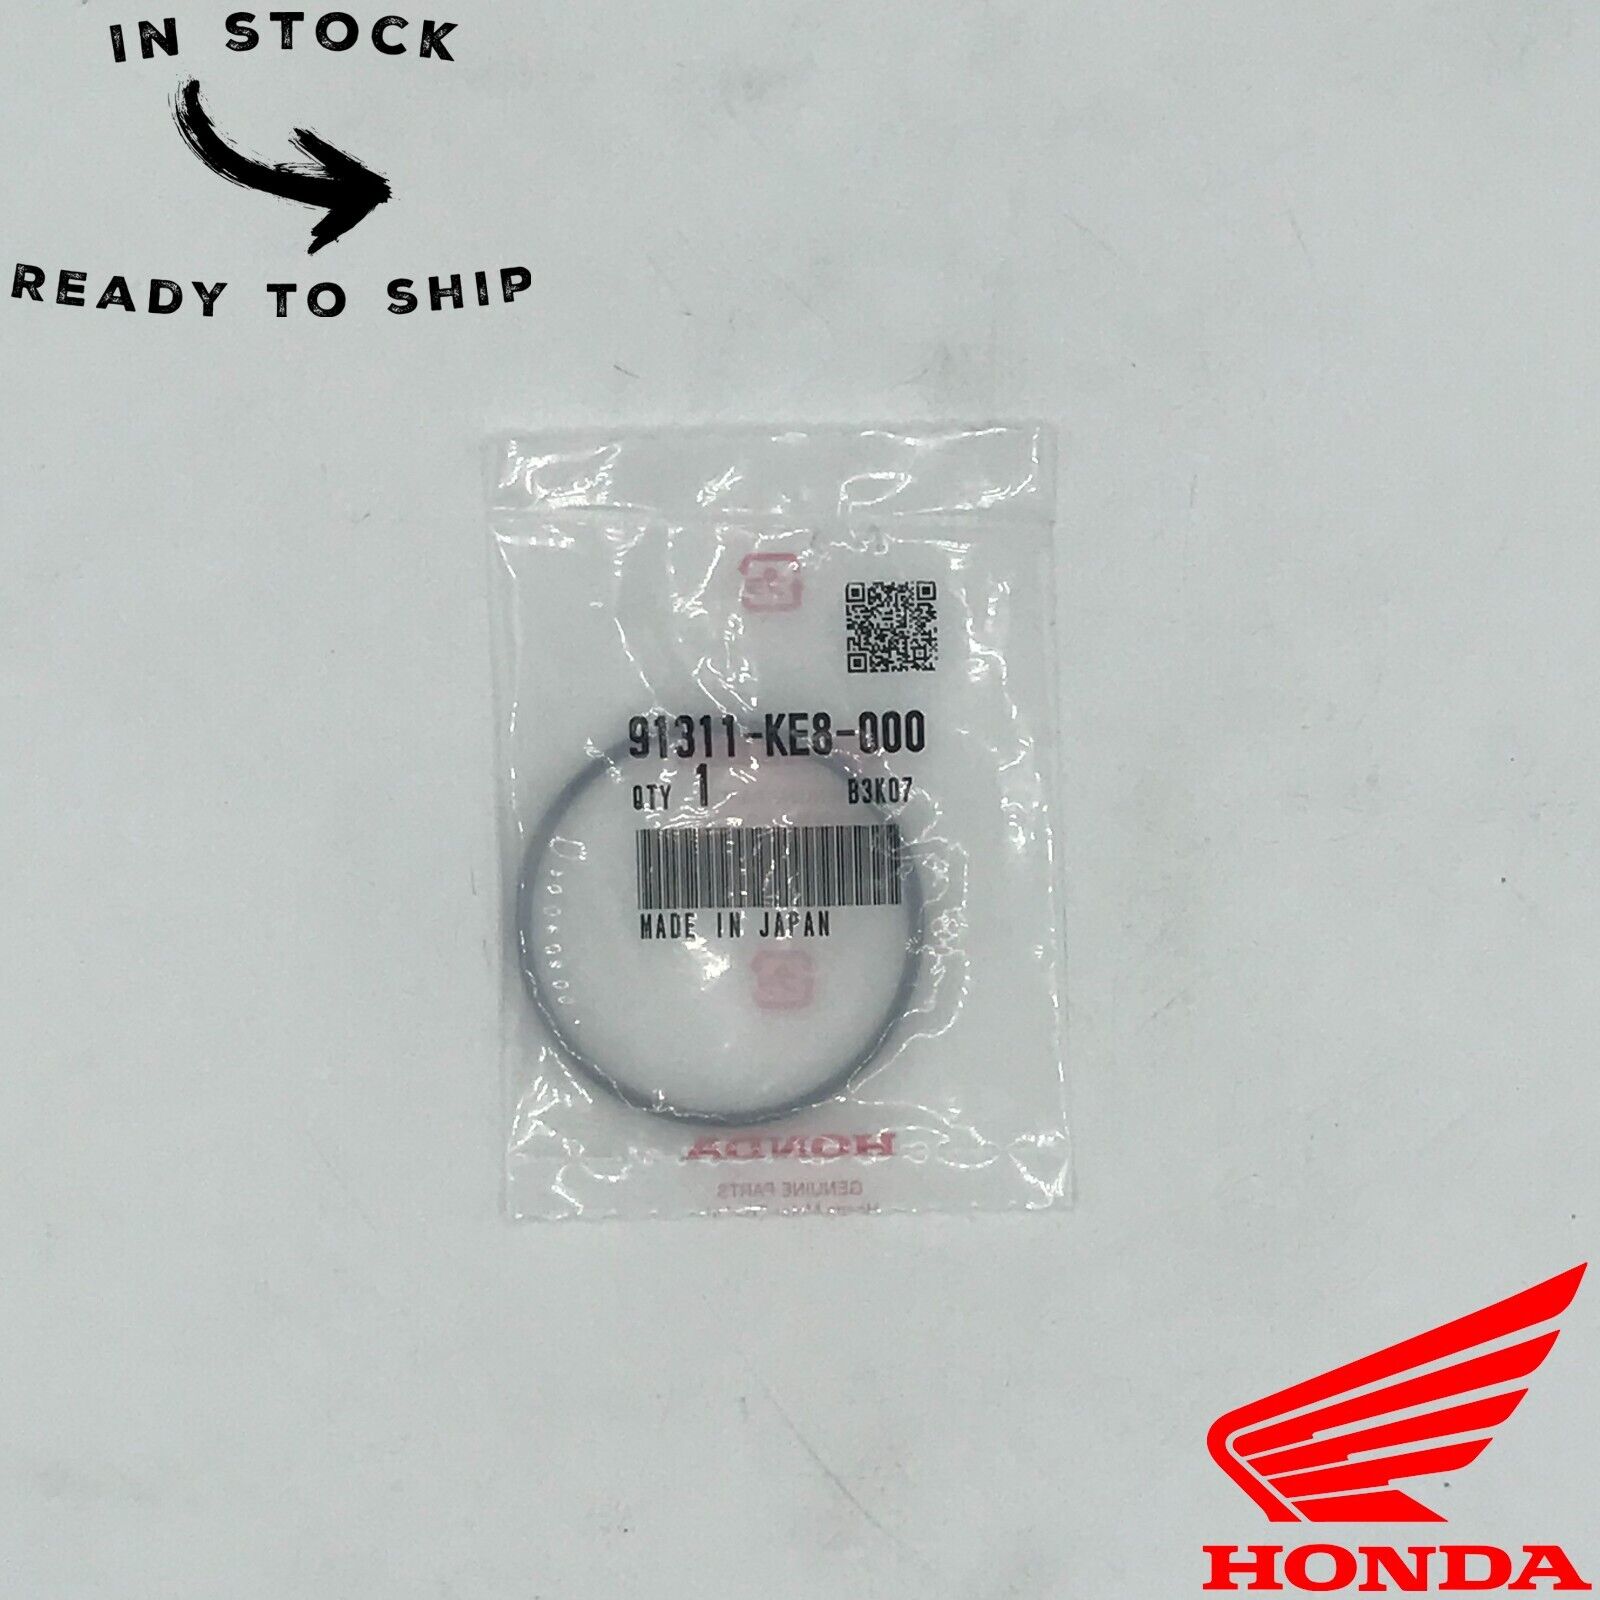 IN STOCK
READY TO SHIP
91311-KE8-000
QTY 1 B3K07
MADE IN JAPAN
HONDA
GENUINE PARTS
HONDA